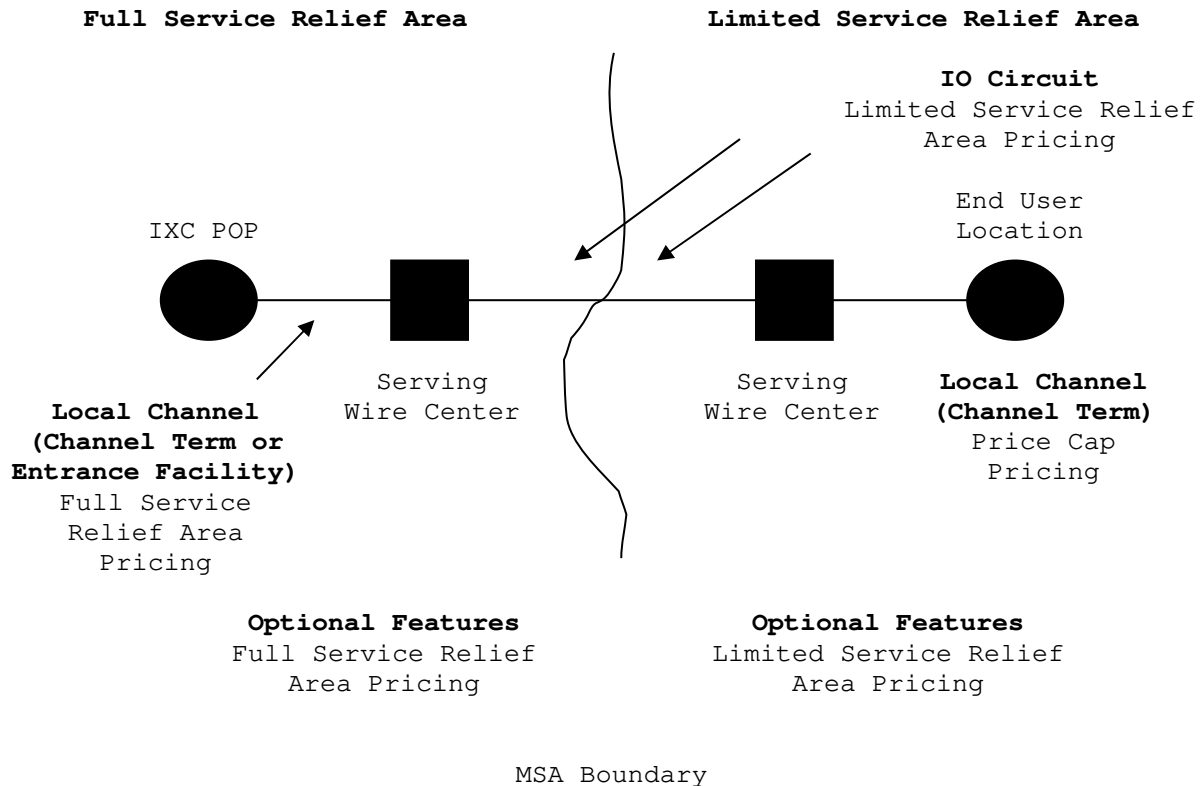 Full Service Relief Area
Limited Service Relief Area
IO Circuit
Limited Service Relief
Area Pricing
IXC POP
End User
Location
Serving
Wire Center
Serving
Wire Center
Local Channel
(Channel Term or
Entrance Facility)
Full Service
Relief Area
Pricing
Local Channel
(Channel Term)
Price Cap
Pricing
Optional Features
Full Service Relief
Area Pricing
Optional Features
Limited Service Relief
Area Pricing
MSA Boundary